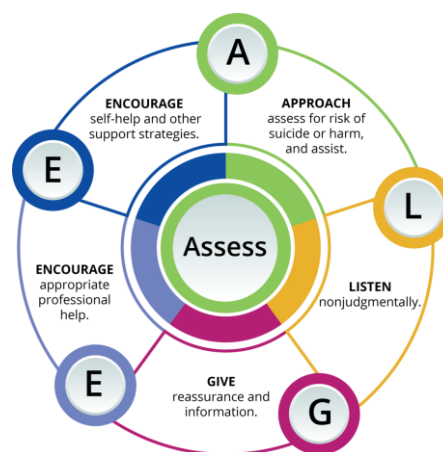 A
APPROACH
assess for risk of
suicide or harm,
and assist.
L
LISTEN
nonjudgmentally.
G
GIVE
reassurance and
information.
E
ENCOURAGE
appropriate
professional
help.
E
ENCOURAGE
self-help and other
support strategies.
Assess